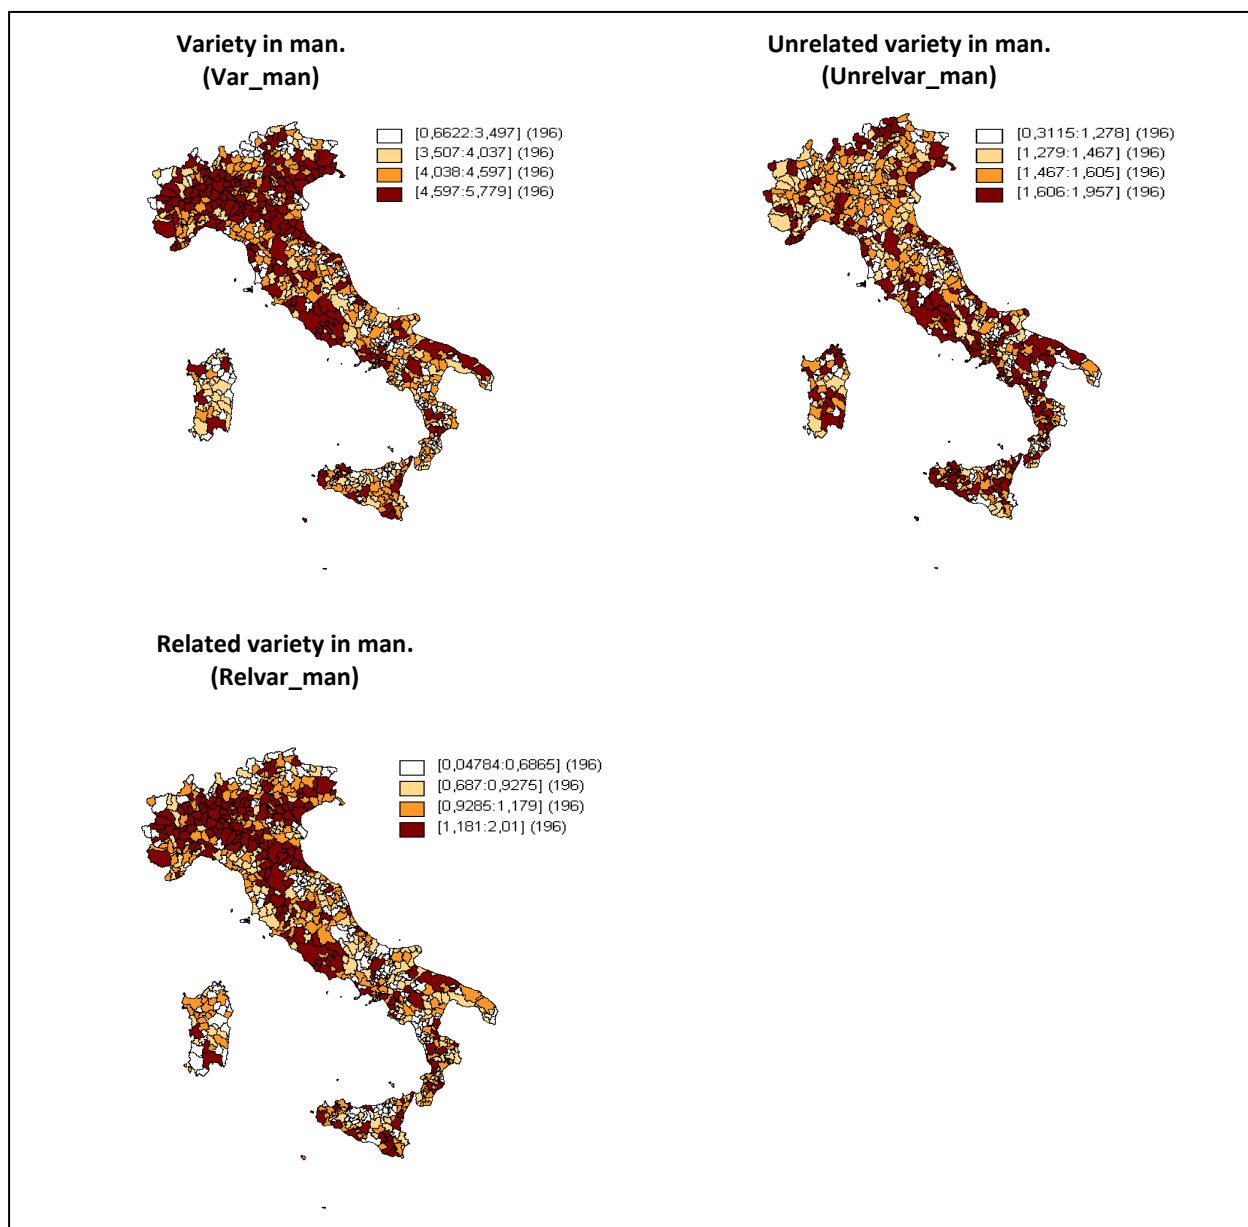 Variety in man.
(Var_man)
[0,6622:3,497] (196)
[3,507:4,037] (196)
[4,038:4,597] (196)
[4,597:5,779] (196)
Unrelated variety in man.
(Unrelvar_man)
[0,3115:1,278] (196)
[1,279:1,467] (196)
[1,467:1,605] (196)
[1,606:1,957] (196)
Related variety in man.
(Relvar_man)
[0,04784:0,6865] (196)
[0,687:0,9275] (196)
[0,9285:1,179] (196)
[1,181:2,01] (196)